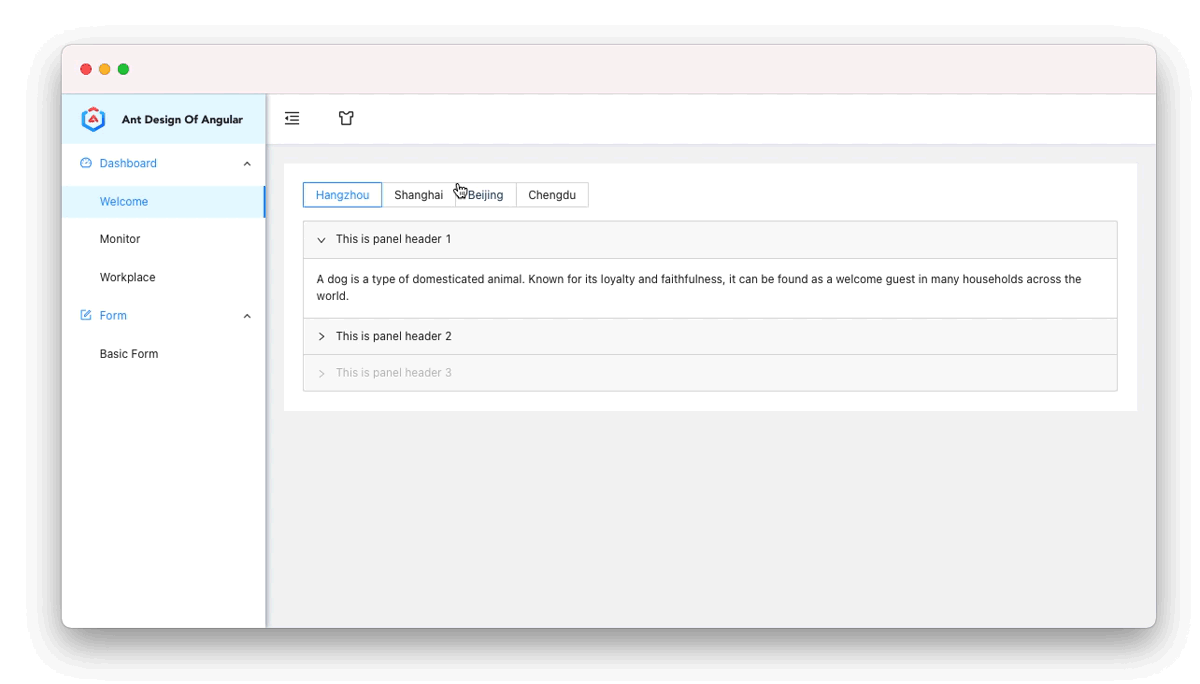 Ant Design Of Angular
Dashboard
Welcome
Monitor
Workplace
Form
Basic Form
Hangzhou Shanghai Beijing Chengdu
This is panel header 1
A dog is a type of domesticated animal. Known for its loyalty and faithfulness, it can be found as a welcome guest in many households across the
world.
This is panel header 2
This is panel header 3